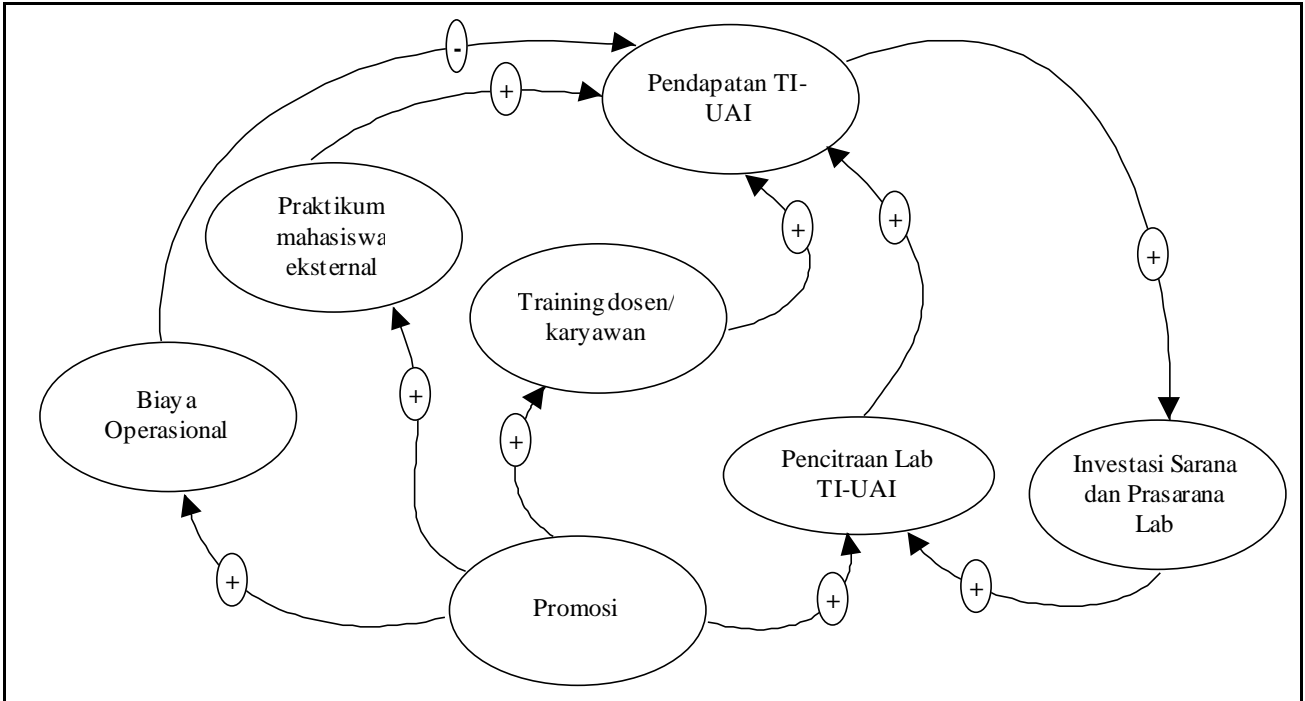 -
Pendapatan TI-
UAI
+
Praktikum
mahasiswa
eksternal
+
+
+
Training dosen/
karyawan
+
Biaya
Operasional
+
Pencitraan Lab
TI-UAI
Investasi Sarana
dan Prasarana
Lab
+
+
Promosi
+
+